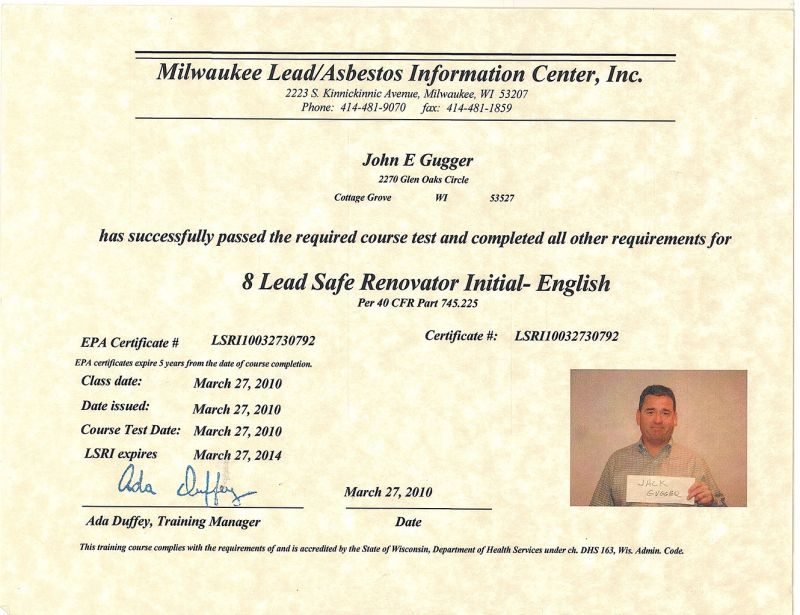 Milwaukee Lead/Asbestos Information Center, Inc.
2223 S. Kinnickinnic Avenue, Milwaukee, WI 53207
Phone: 414-481-9070 fax: 414-481-1859
John E Gugger
2270 Glen Oaks Circle
Cottage Grove WI 53527
has successfully passed the required course test and completed all other requirements for
8 Lead Safe Renovator Initial- English
Per 40 CFR Part 745.225
EPA Certificate # LSRI10032730792
Certificate #: LSRI10032730792
EPA certificates expire 5 years from the date of course completion.
Class date: March 27, 2010
Date issued: March 27, 2010
Course Test Date: March 27, 2010
LSRI expires March 27, 2014
JACK
GUGGER
Ada Duffey
March 27, 2010
Ada Duffey, Training Manager
Date
This training course complies with the requirements of and is accredited by the State of Wisconsin, Department of Health Services under ch. DHS 163, Wis. Admin. Code.